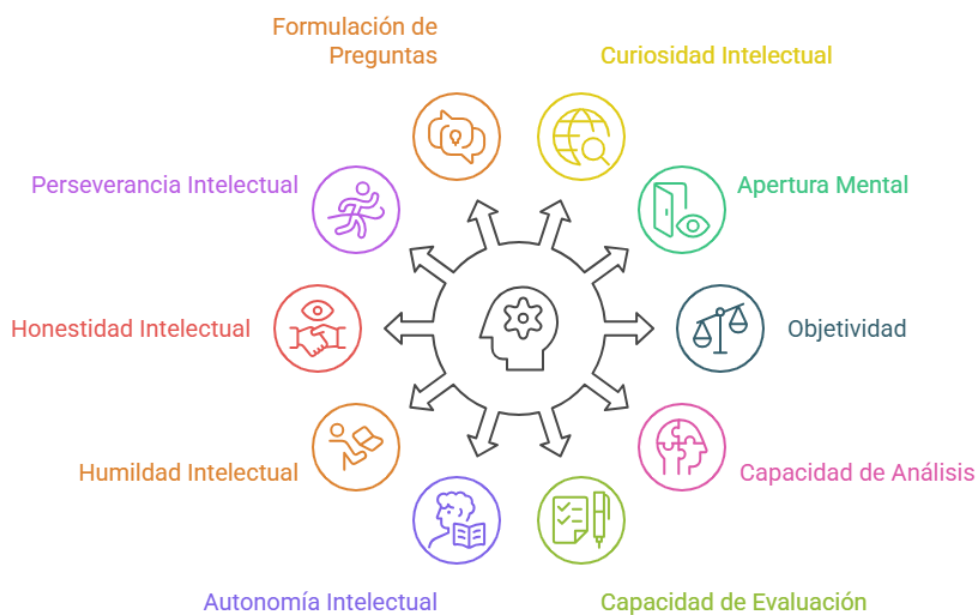 Formulación de
Preguntas
Curiosidad Intelectual
Perseverancia Intelectual
Apertura Mental
Honestidad Intelectual
Objetividad
Humildad Intelectual
Capacidad de Análisis
Autonomía Intelectual
Capacidad de Evaluación